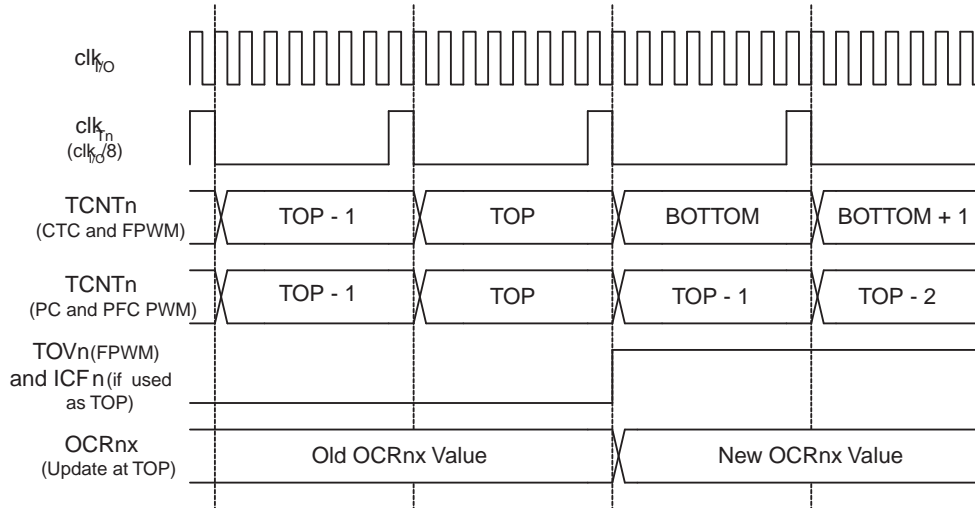 clkI/O
clkTn
(clkI/O/8)
TCNTn
(CTC and FPWM)
TOP - 1
TOP
BOTTOM
BOTTOM + 1
TCNTn
(PC and PFC PWM)
TOP - 1
TOP
TOP - 1
TOP - 2
TOVn(FPWM)
and ICFn(if used
as TOP)
OCRnx
(Update at TOP)
Old OCRnx Value
New OCRnx Value